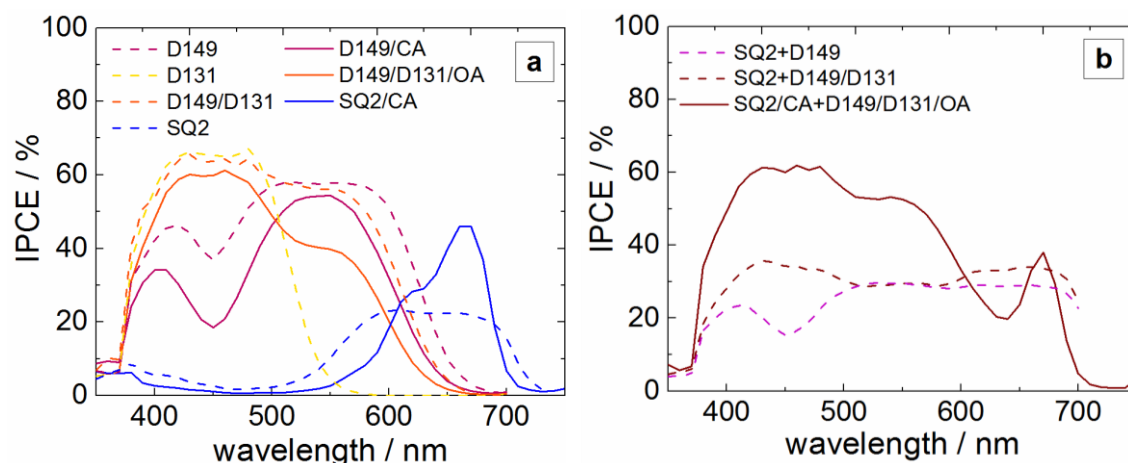 100
80
60
40
20
0
IPCE / %
D149
D131
D149/D131
SQ2
D149/CA
D149/D131/OA
SQ2/CA
a
400 500 600 700
wavelength / nm
100
80
60
40
20
0
IPCE / %
SQ2+D149
SQ2+D149/D131
SQ2/CA+D149/D131/OA
b
400 500 600 700
wavelength / nm